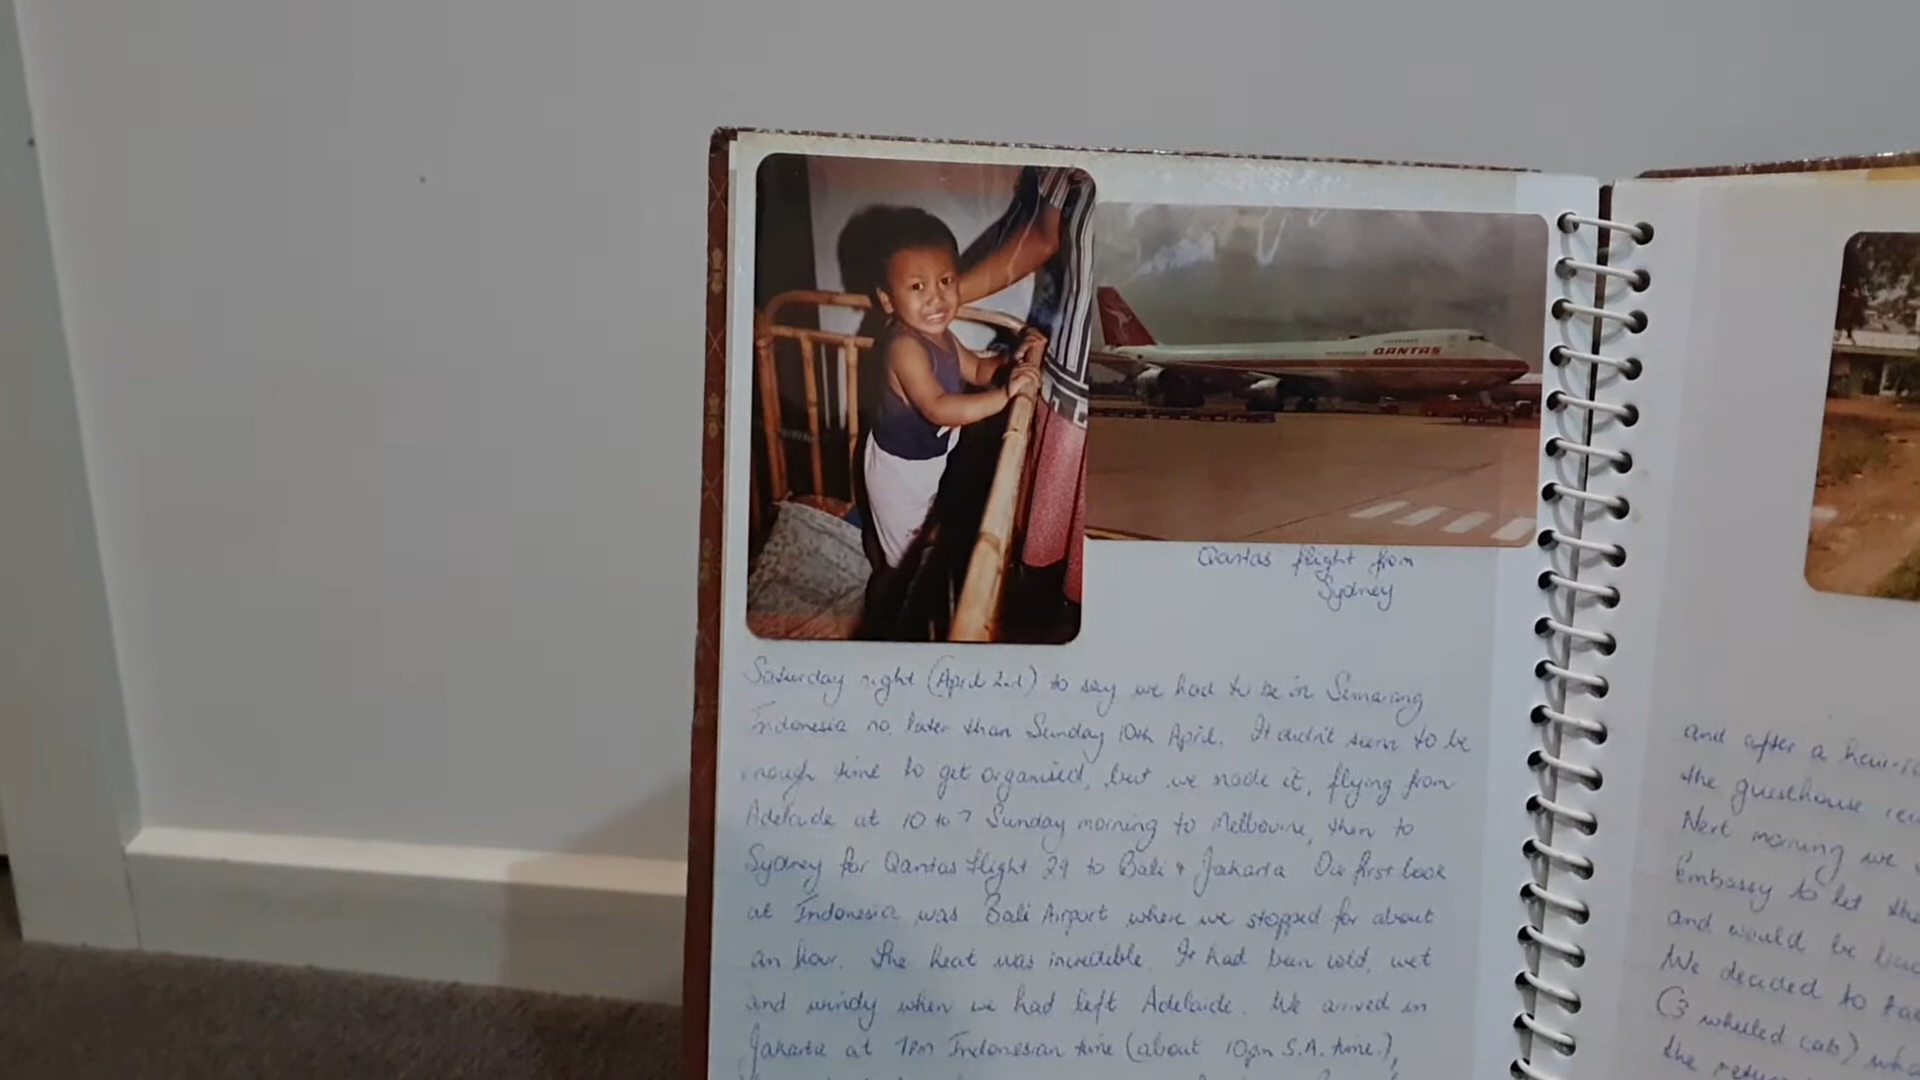 QANTAS
Qantas flight from
Sydney
Saturday night (April 2nd) to say we had to be in Semarang
Indonesia no later than Sunday 10th April. It didn't seem to be
enough time to get organised, but we made it, flying from
Adelaide at 10 to 7 Sunday morning to Melbourne, then to
Sydney for Qantas flight 29 to Bali & Jakarta. Our first look
at Indonesia was Bali Airport where we stopped for about
an hour. The heat was incredible. It had been cold, wet
and windy when we had left Adelaide. We arrived in
Jakarta at 7pm Indonesian time (about 10pm S.A. time.),
and after a
the guesthouse
Next morning we
embassy to let
and would be
We decided to
(3 wheeled cab)
the